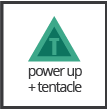 T
power up
+ tentacle